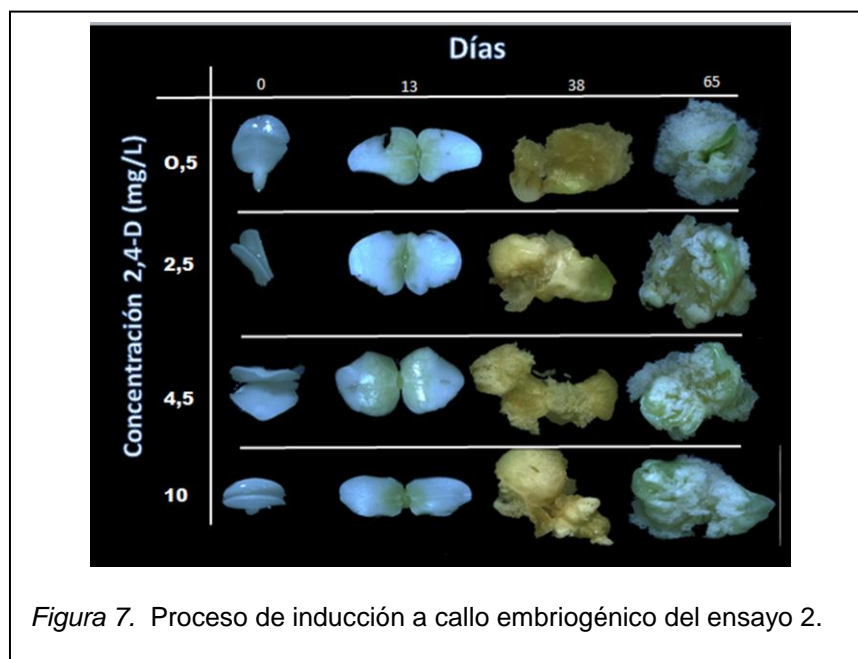 Días
0 13 38 65
Concentración 2,4-D (mg/L)
0,5
2,5
4,5
10
Figura 7. Proceso de inducción a callo embriogénico del ensayo 2.